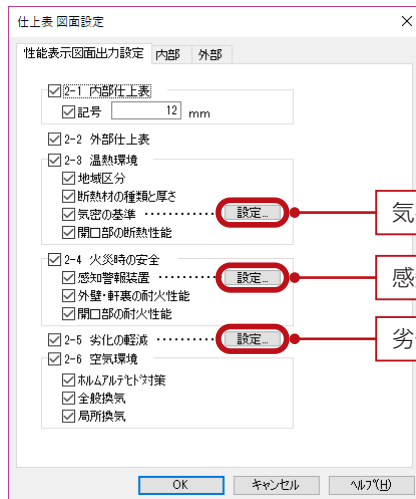 仕上表 図面設定
性能表示図面出力設定 内部 外部
2-1 内部仕上表
記号 12 mm
2-2 外部仕上表
2-3 温熱環境
地域区分
断熱材の種類と厚さ
気密の基準 ・・・・・・・・・・ 設定... 気
開口部の断熱性能
2-4 火災時の安全
感知警報装置 ・・・・・・・・・ 設定...
外壁・軒裏の耐火性能
開口部の耐火性能
2-5 劣化の軽減 ・・・・・・・・・ 設定... 劣
2-6 空気環境
ホルムアルデヒド対策
全般換気
局所換気
OK キャンセル ヘルプ(H)